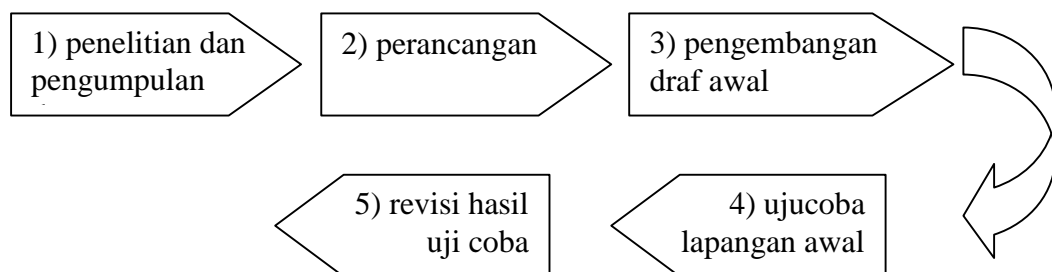 1) penelitian dan
pengumpulan
2) perancangan
3) pengembangan
draf awal
4) ujucoba
lapangan awal
5) revisi hasil
uji coba